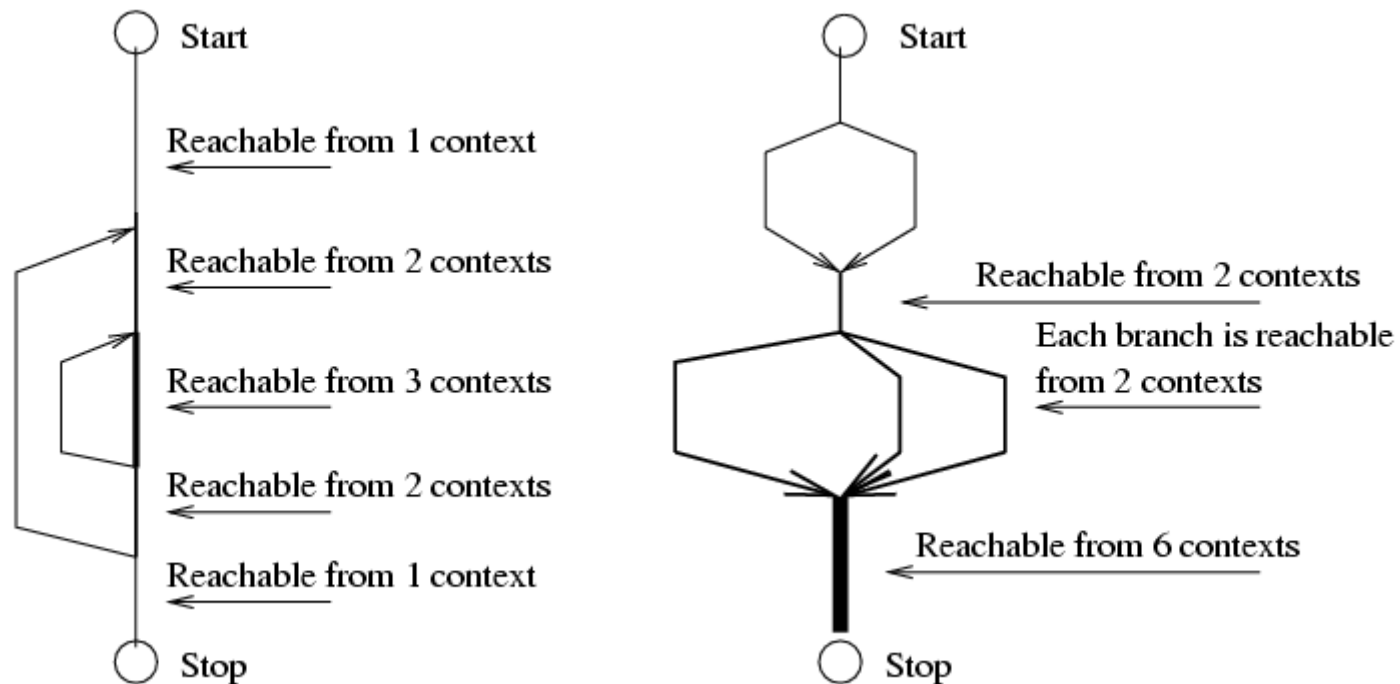 Start
Reachable from 1 context
Reachable from 2 contexts
Reachable from 3 contexts
Reachable from 2 contexts
Reachable from 1 context
Stop
Start
Reachable from 2 contexts
Each branch is reachable
from 2 contexts
Reachable from 6 contexts
Stop